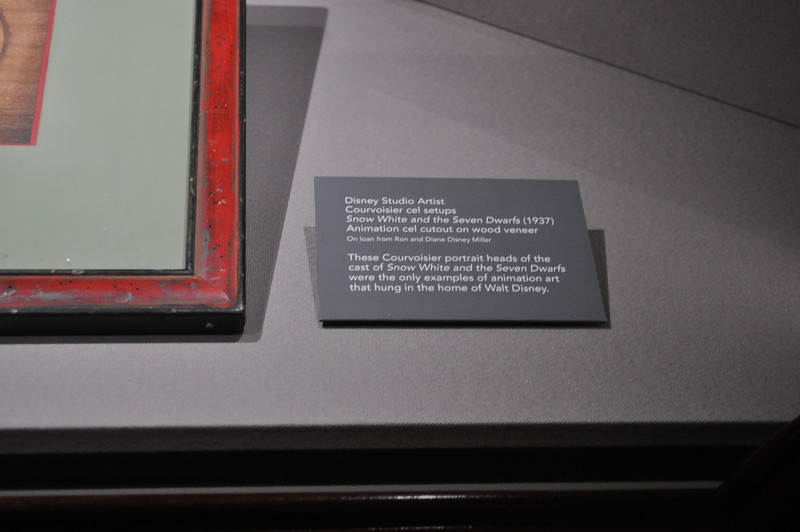 Disney Studio Artist
Courvoisier cel setups
Snow White and the Seven Dwarfs (1937)
Animation cel cutout on wood veneer
On loan from Ron and Diane Disney Miller
These Courvoisier portrait heads of the
cast of Snow White and the Seven Dwarfs
were the only examples of animation art
that hung in the home of Walt Disney.